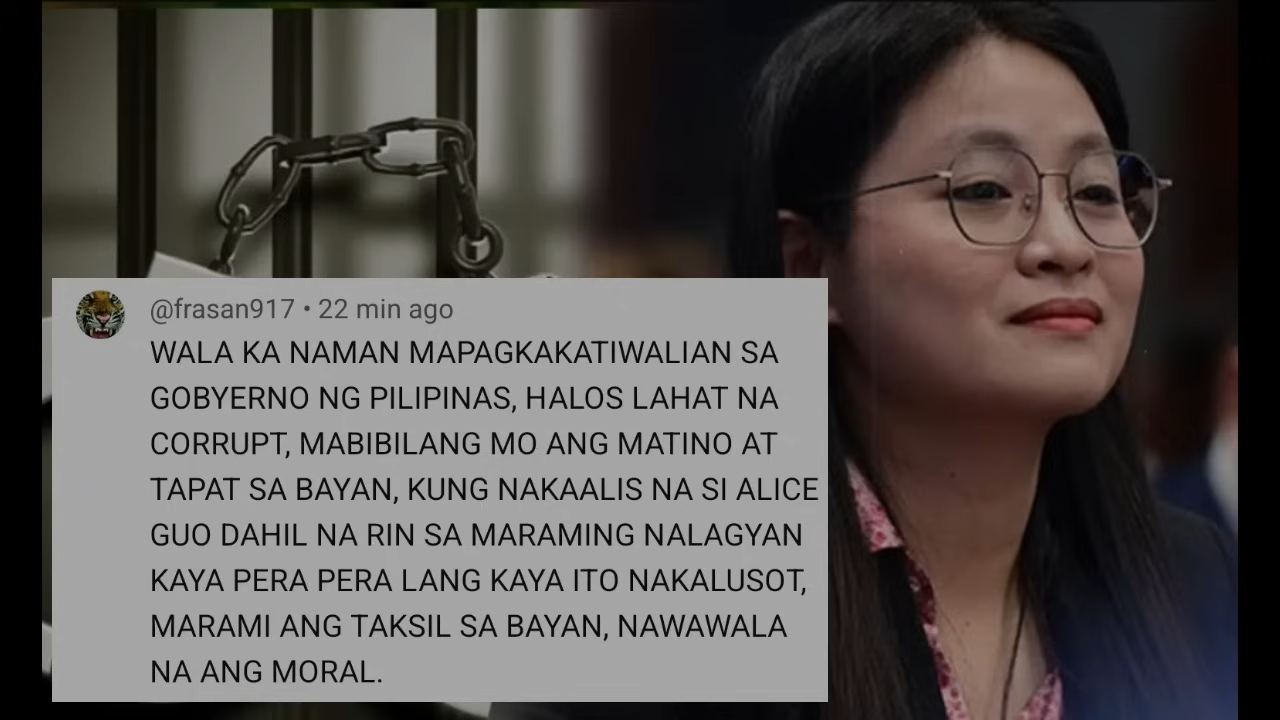 @frasan917 • 22 min ago
WALA KA NAMAN MAPAGKAKATIWALIAN SA
GOBYERNO NG PILIPINAS, HALOS LAHAT NA
CORRUPT, MABIBILANG MO ANG MATINO AT
TAPAT SA BAYAN, KUNG NAKAALIS NA SI ALICE
GUO DAHIL NA RIN SA MARAMING NALAGYAN
KAYA PERA PERA LANG KAYA ITO NAKALUSOT,
MARAMI ANG TAKSIL SA BAYAN, NAWAWALA
NA ANG MORAL.